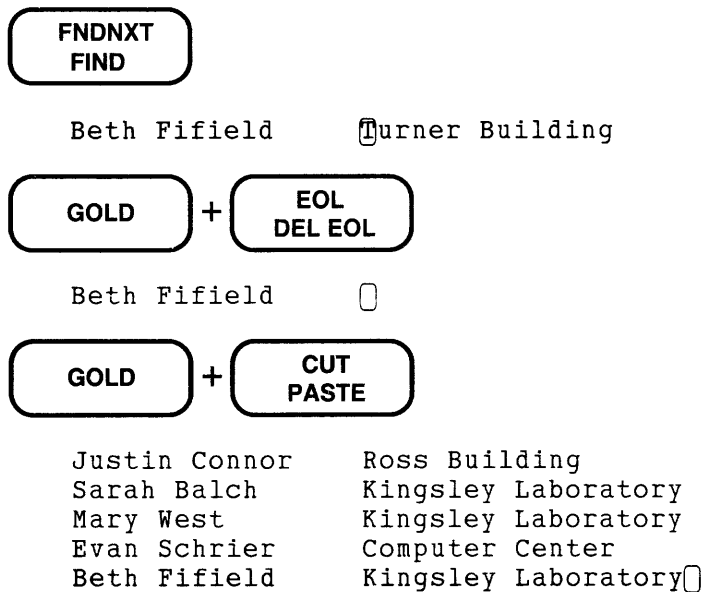 FNDNXT
FIND
Beth Fifield Turner Building
GOLD + EOL
DEL EOL
Beth Fifield
GOLD + CUT
PASTE
Justin Connor Ross Building
Sarah Balch Kingsley Laboratory
Mary West Kingsley Laboratory
Evan Schrier Computer Center
Beth Fifield Kingsley Laboratory